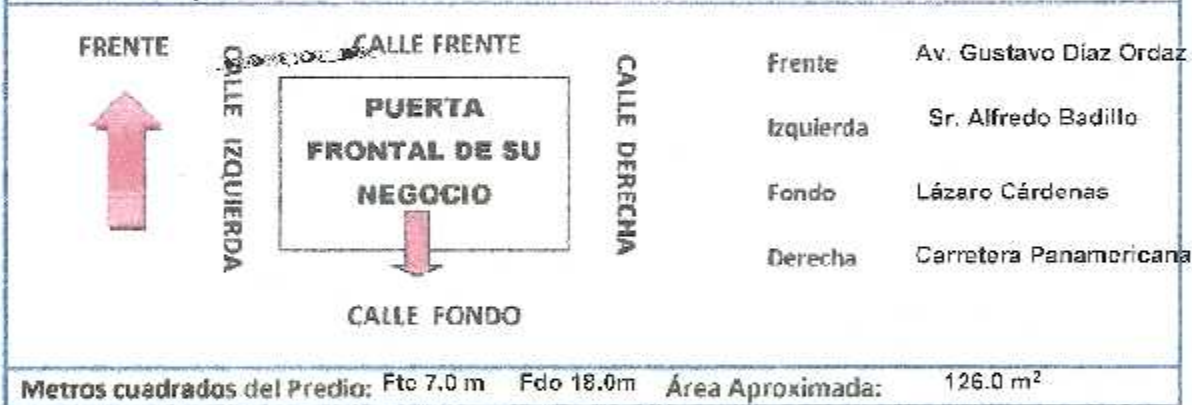 FRENTE
CALLE FRENTE
CALLE IZQUIERDA
PUERTA
FRONTAL DE SU
NEGOCIO
CALLE DERECHA
CALLE FONDO
Frente Av. Gustavo Díaz Ordaz
Izquierda Sr. Alfredo Badillo
Fondo Lázaro Cárdenas
Derecha Carretera Panamericana
Metros cuadrados del Predio: Fte 7.0 m Fdo 18.0m Área Aproximada: 126.0 m²